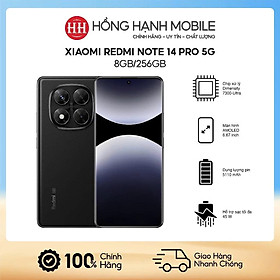 HỒNG HẠNH MOBILE
CHÍNH HÃNG - UY TÍN - CHẤT LƯỢNG
XIAOMI REDMI NOTE 14 PRO 5G
8GB/256GB
Chip xử lý
Dimensity
7300 Ultra
Màn hình
AMOLED
6.67 inch
Dung lượng pin
5110 mAh
Hỗ trợ sạc tối đa
45 W
100% Chính
Hãng
Giao Hàng
Nhanh Chóng